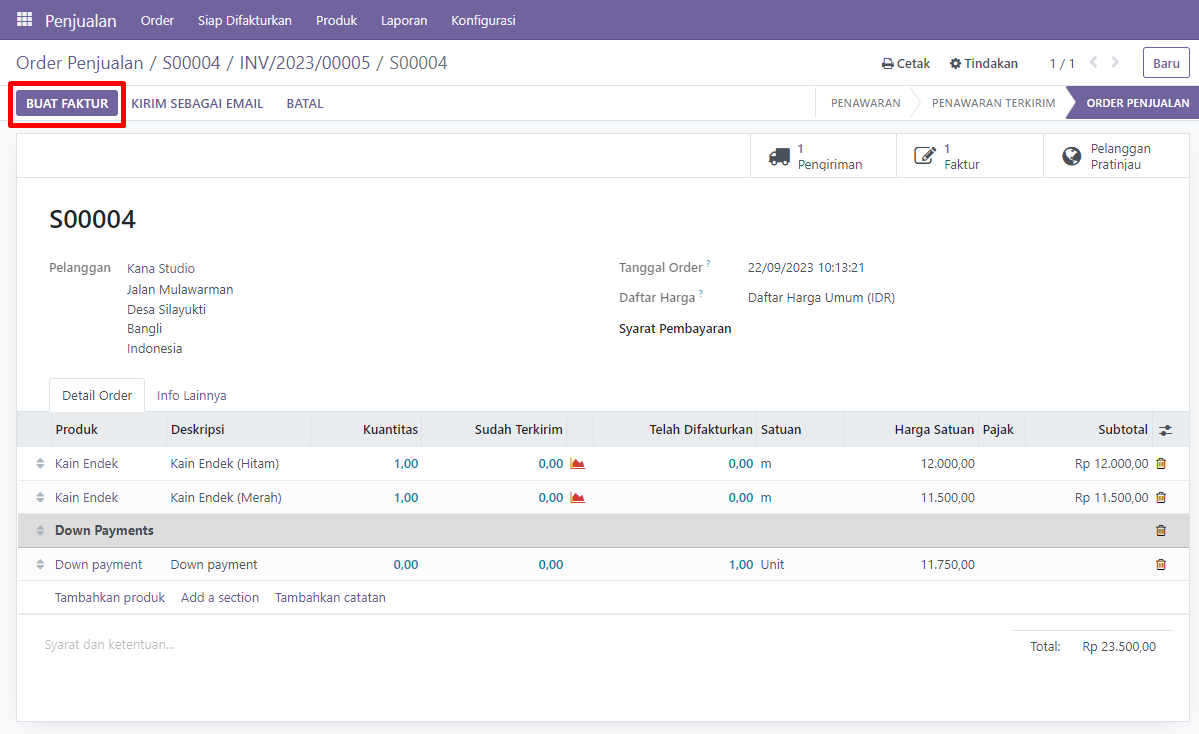 Penjualan Order Siap Difakturkan Produk Laporan Konfigurasi
Order Penjualan / S00004 / INV/2023/00005 / S00004 Cetak Tindakan 1 / 1 Baru
BUAT FAKTUR KIRIM SEBAGAI EMAIL BATAL PENAWARAN PENAWARAN TERKIRIM ORDER PENJUALAN
1 Pengiriman
1 Faktur
Pelanggan Pratinjau
S00004
Pelanggan Kana Studio
Jalan Mulawarman
Desa Silayukti
Bangli
Indonesia
Tanggal Order ? 22/09/2023 10:13:21
Daftar Harga ? Daftar Harga Umum (IDR)
Syarat Pembayaran
Detail Order Info Lainnya
Produk Deskripsi Kuantitas Sudah Terkirim Telah Difakturkan Satuan Harga Satuan Pajak Subtotal
Kain Endek Kain Endek (Hitam) 1,00 0,00 0,00 m 12.000,00 Rp 12.000,00
Kain Endek Kain Endek (Merah) 1,00 0,00 0,00 m 11.500,00 Rp 11.500,00
Down Payments
Down payment Down payment 0,00 0,00 1,00 Unit 11.750,00
Tambahkan produk Add a section Tambahkan catatan
Syarat dan ketentuan...
Total: Rp 23.500,00